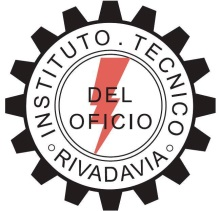 INSTITUTO . TECNICO
DEL
OFICIO
RIVADAVIA